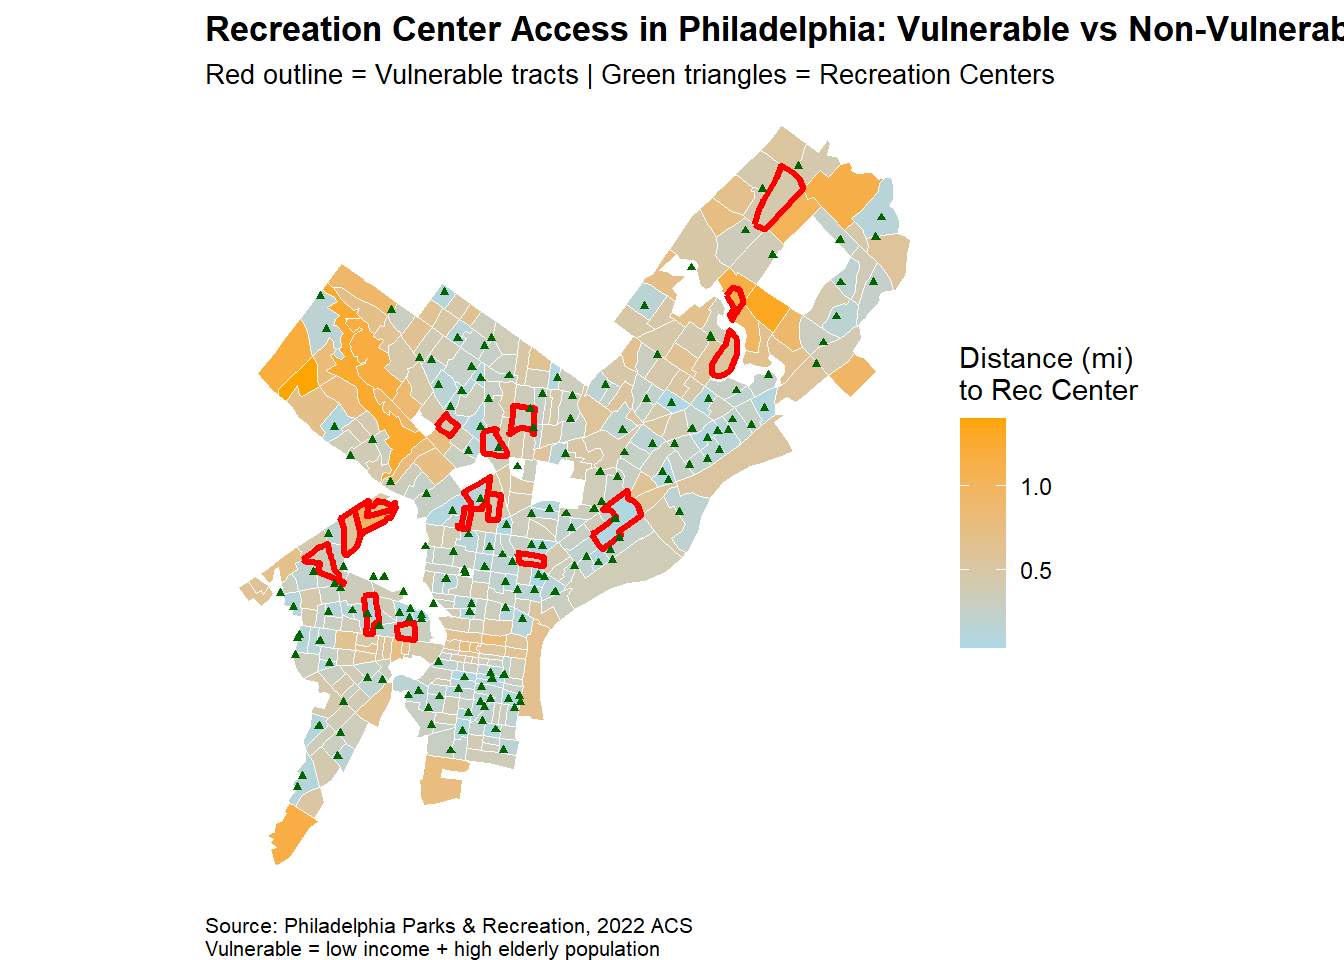 Recreation Center Access in Philadelphia: Vulnerable vs Non-Vulnerab
Red outline = Vulnerable tracts | Green triangles = Recreation Centers
Distance (mi)
to Rec Center
1.0
0.5
Source: Philadelphia Parks & Recreation, 2022 ACS
Vulnerable = low income + high elderly population